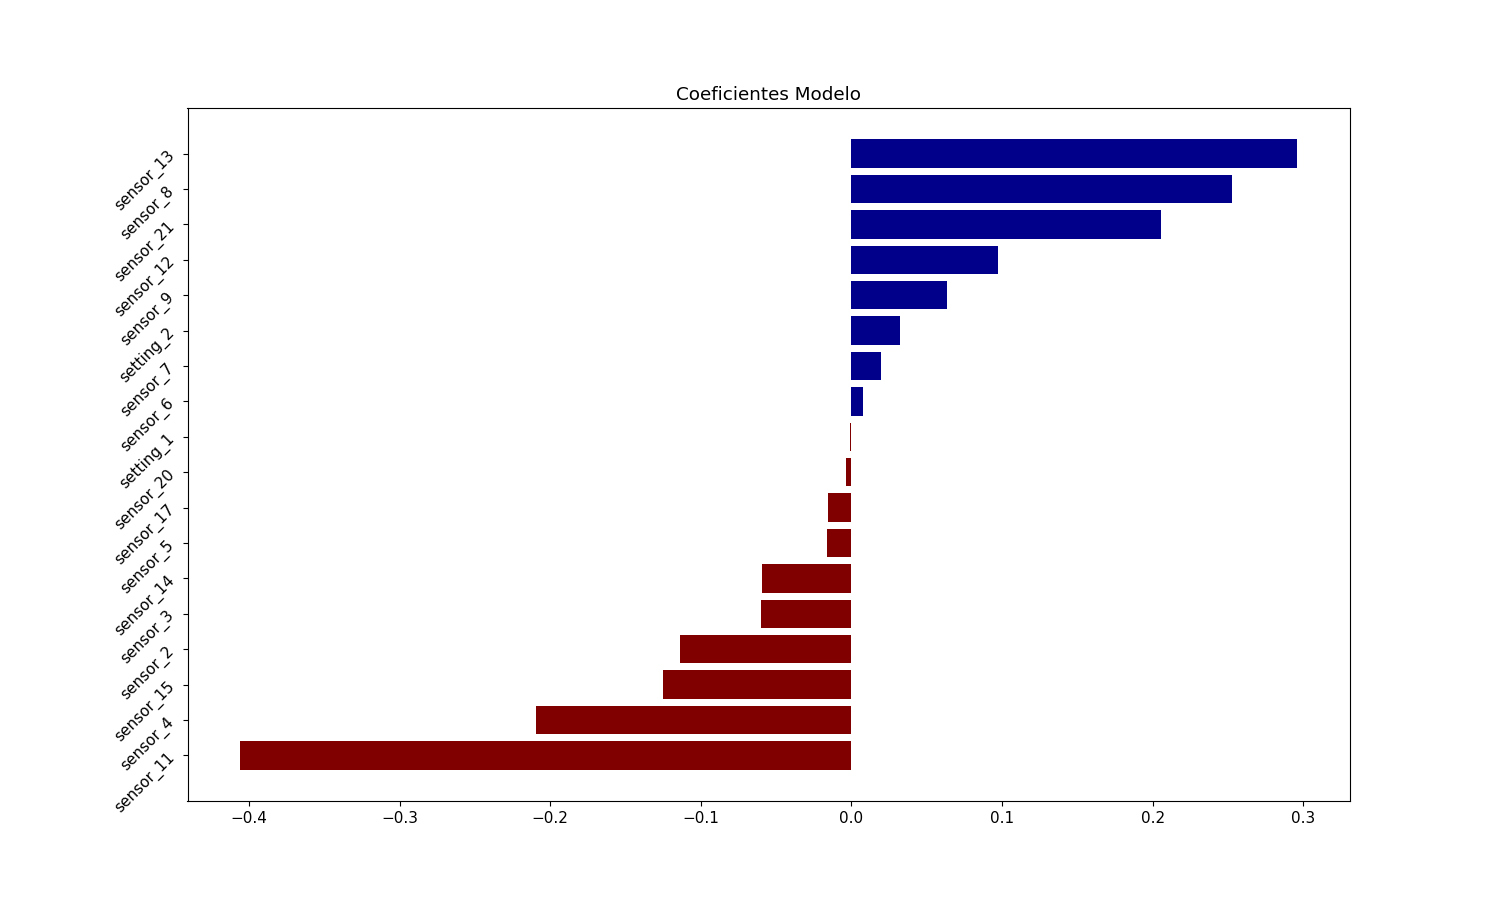 Coeficientes Modelo
sensor_13
sensor_8
sensor_21
sensor_12
sensor_9
setting_2
sensor_7
sensor_6
setting_1
sensor_20
sensor_17
sensor_5
sensor_14
sensor_3
sensor_2
sensor_15
sensor_4
sensor_11
−0.4 −0.3 −0.2 −0.1 0.0 0.1 0.2 0.3